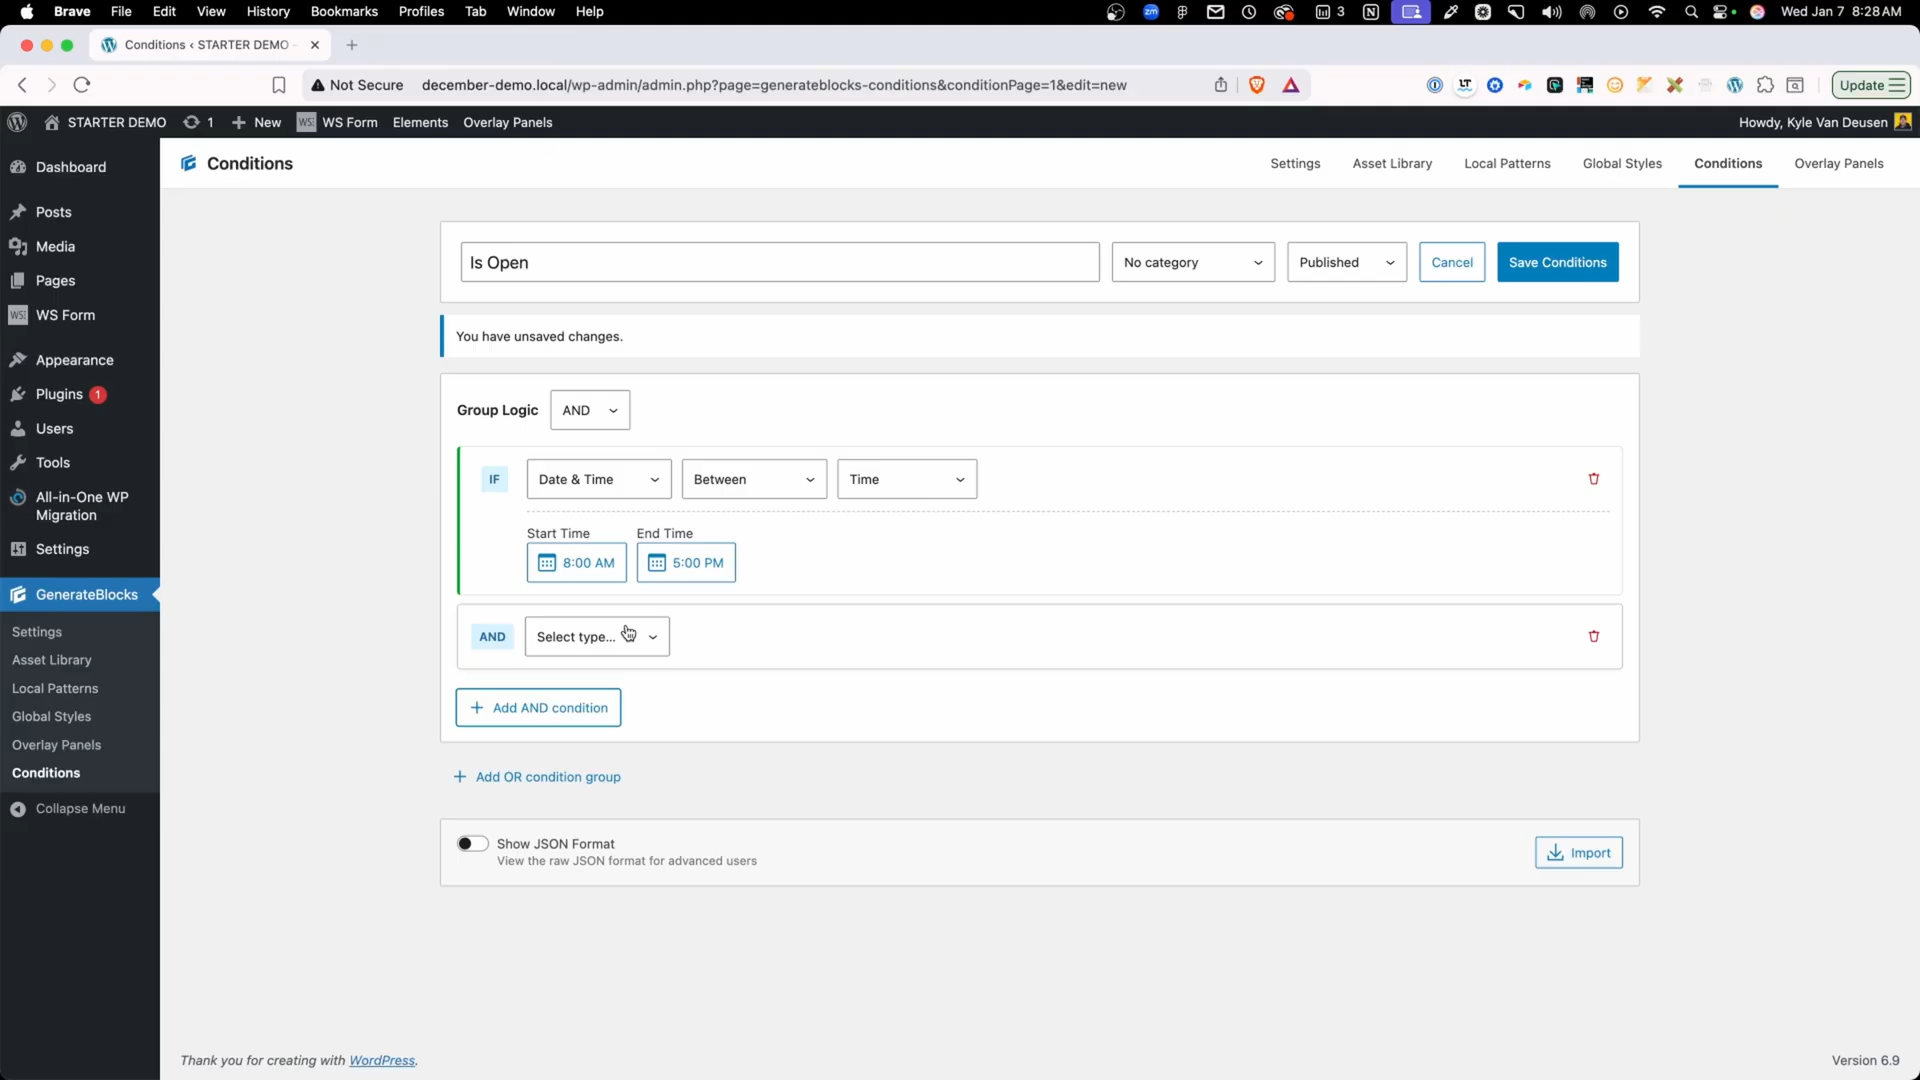 Brave File Edit View History Bookmarks Profiles Tab Window Help 3 Wed Jan 7 8:28 AM
Conditions ‹ STARTER DEMO
Not Secure december-demo.local/wp-admin/admin.php?page=generateblocks-conditions&conditionPage=1&edit=new Update
STARTER DEMO 1 New WS Form Elements Overlay Panels Howdy, Kyle Van Deusen
Dashboard
Posts
Media
Pages
WS Form
Appearance
Plugins 1
Users
Tools
All-in-One WP
Migration
Settings
GenerateBlocks
Settings
Asset Library
Local Patterns
Global Styles
Overlay Panels
Conditions
Collapse Menu
Conditions Settings Asset Library Local Patterns Global Styles Conditions Overlay Panels
Is Open No category Published Cancel Save Conditions
You have unsaved changes.
Group Logic AND
IF Date & Time Between Time
Start Time End Time
8:00 AM 5:00 PM
AND Select type...
Add AND condition
Add OR condition group
Show JSON Format
View the raw JSON format for advanced users
Import
Thank you for creating with WordPress. Version 6.9